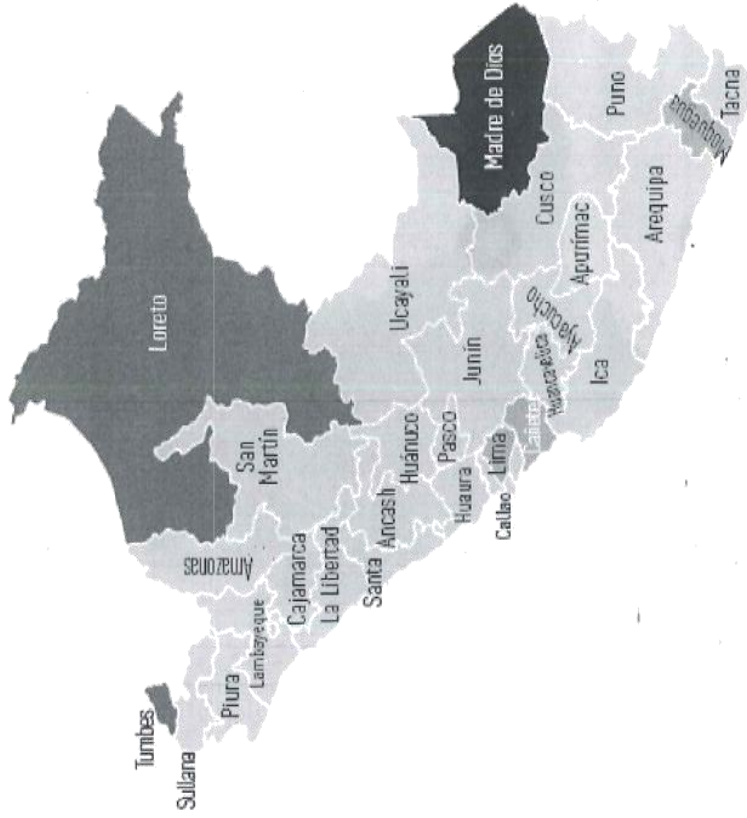 Tumbes
Loreto
Sullana
Piura
Amazonas
Lambayeque
San
Martín
Cajamarca
La Libertad
Santa
Ancash
Huánuco
Ucayali
Pasco
Huaura
Junín
Lima
Callao
Madre de Dios
Cañete
Huancavelica
Ayacucho
Cusco
Apurímac
Ica
Puno
Arequipa
Moquegua
Tacna